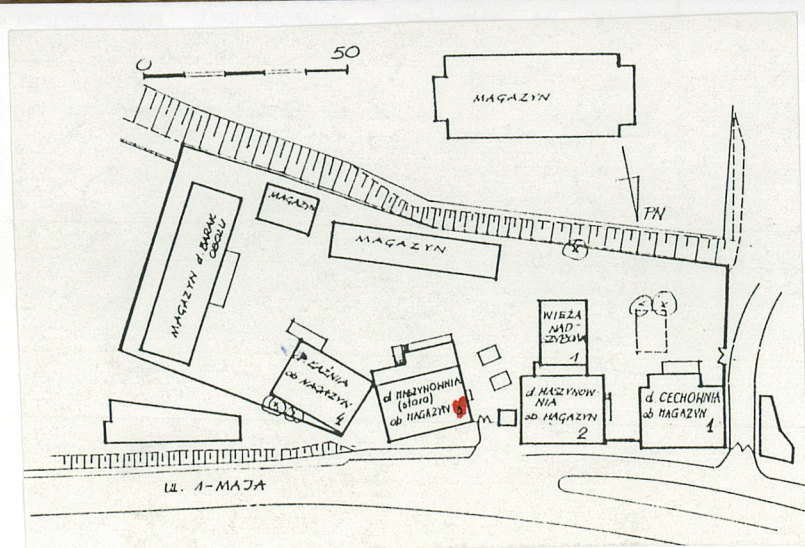 0 50
MAGAZYN
PN
MAGAZYN
MAGAZYN d. BARAK
OBOZU
MAGAZYN
WIEŻA
NAD-
SZYBOWA
1
ŁAŹNIA
ob MAGAZYN
4
d MASZYNOWNIA
(stara)
ob MAGAZYN
d MASZYNOW-
NIA
ob. MAGAZYN
2
d. CECHOWNIA
ob MAGAZYN
1
UL. 1-MAJA